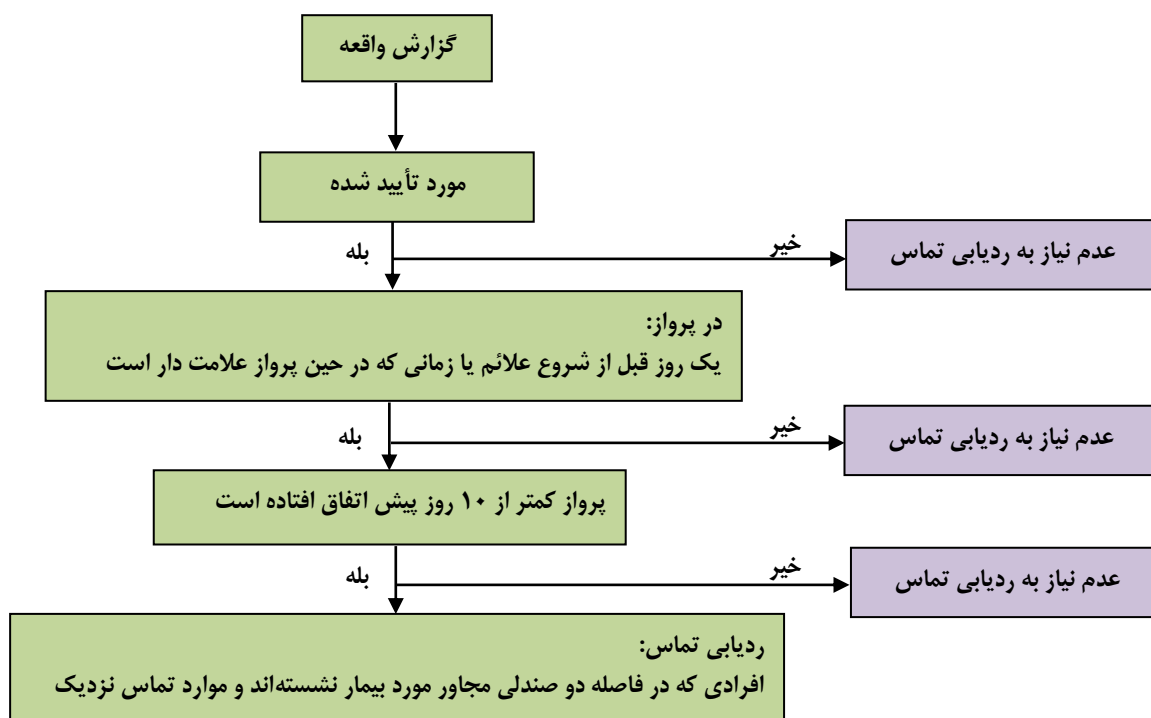 گزارش واقعه
مورد تأیید شده
بله
خیر
عدم نیاز به ردیابی تماس
در پرواز:
یک روز قبل از شروع علائم یا زمانی که در حین پرواز علامت دار است
بله
خیر
عدم نیاز به ردیابی تماس
پرواز کمتر از ۱۰ روز پیش اتفاق افتاده است
بله
خیر
عدم نیاز به ردیابی تماس
ردیابی تماس:
افرادی که در فاصله دو صندلی مجاور مورد بیمار نشسته‌اند و موارد تماس نزدیک